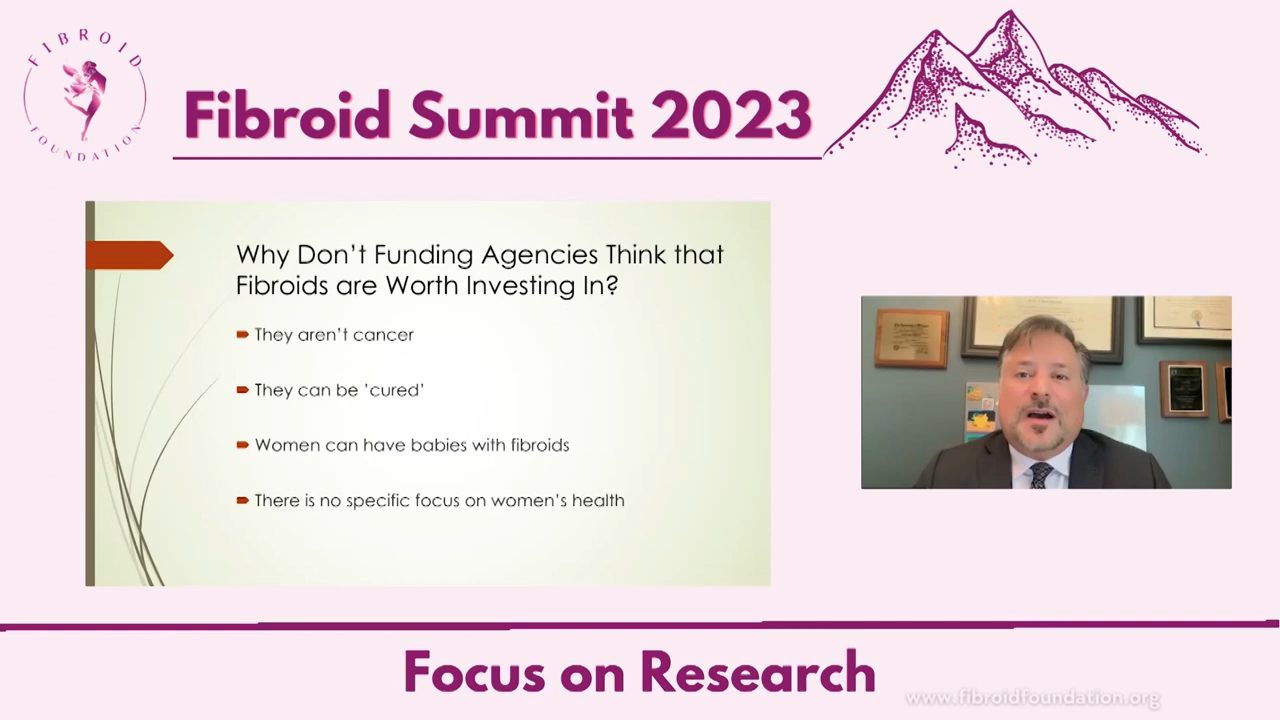 FIBROID
FOUNDATION
Fibroid Summit 2023
Why Don't Funding Agencies Think that
Fibroids are Worth Investing In?
They aren't cancer
They can be 'cured'
Women can have babies with fibroids
There is no specific focus on women's health
Focus on Research
www.fibroidfoundation.org